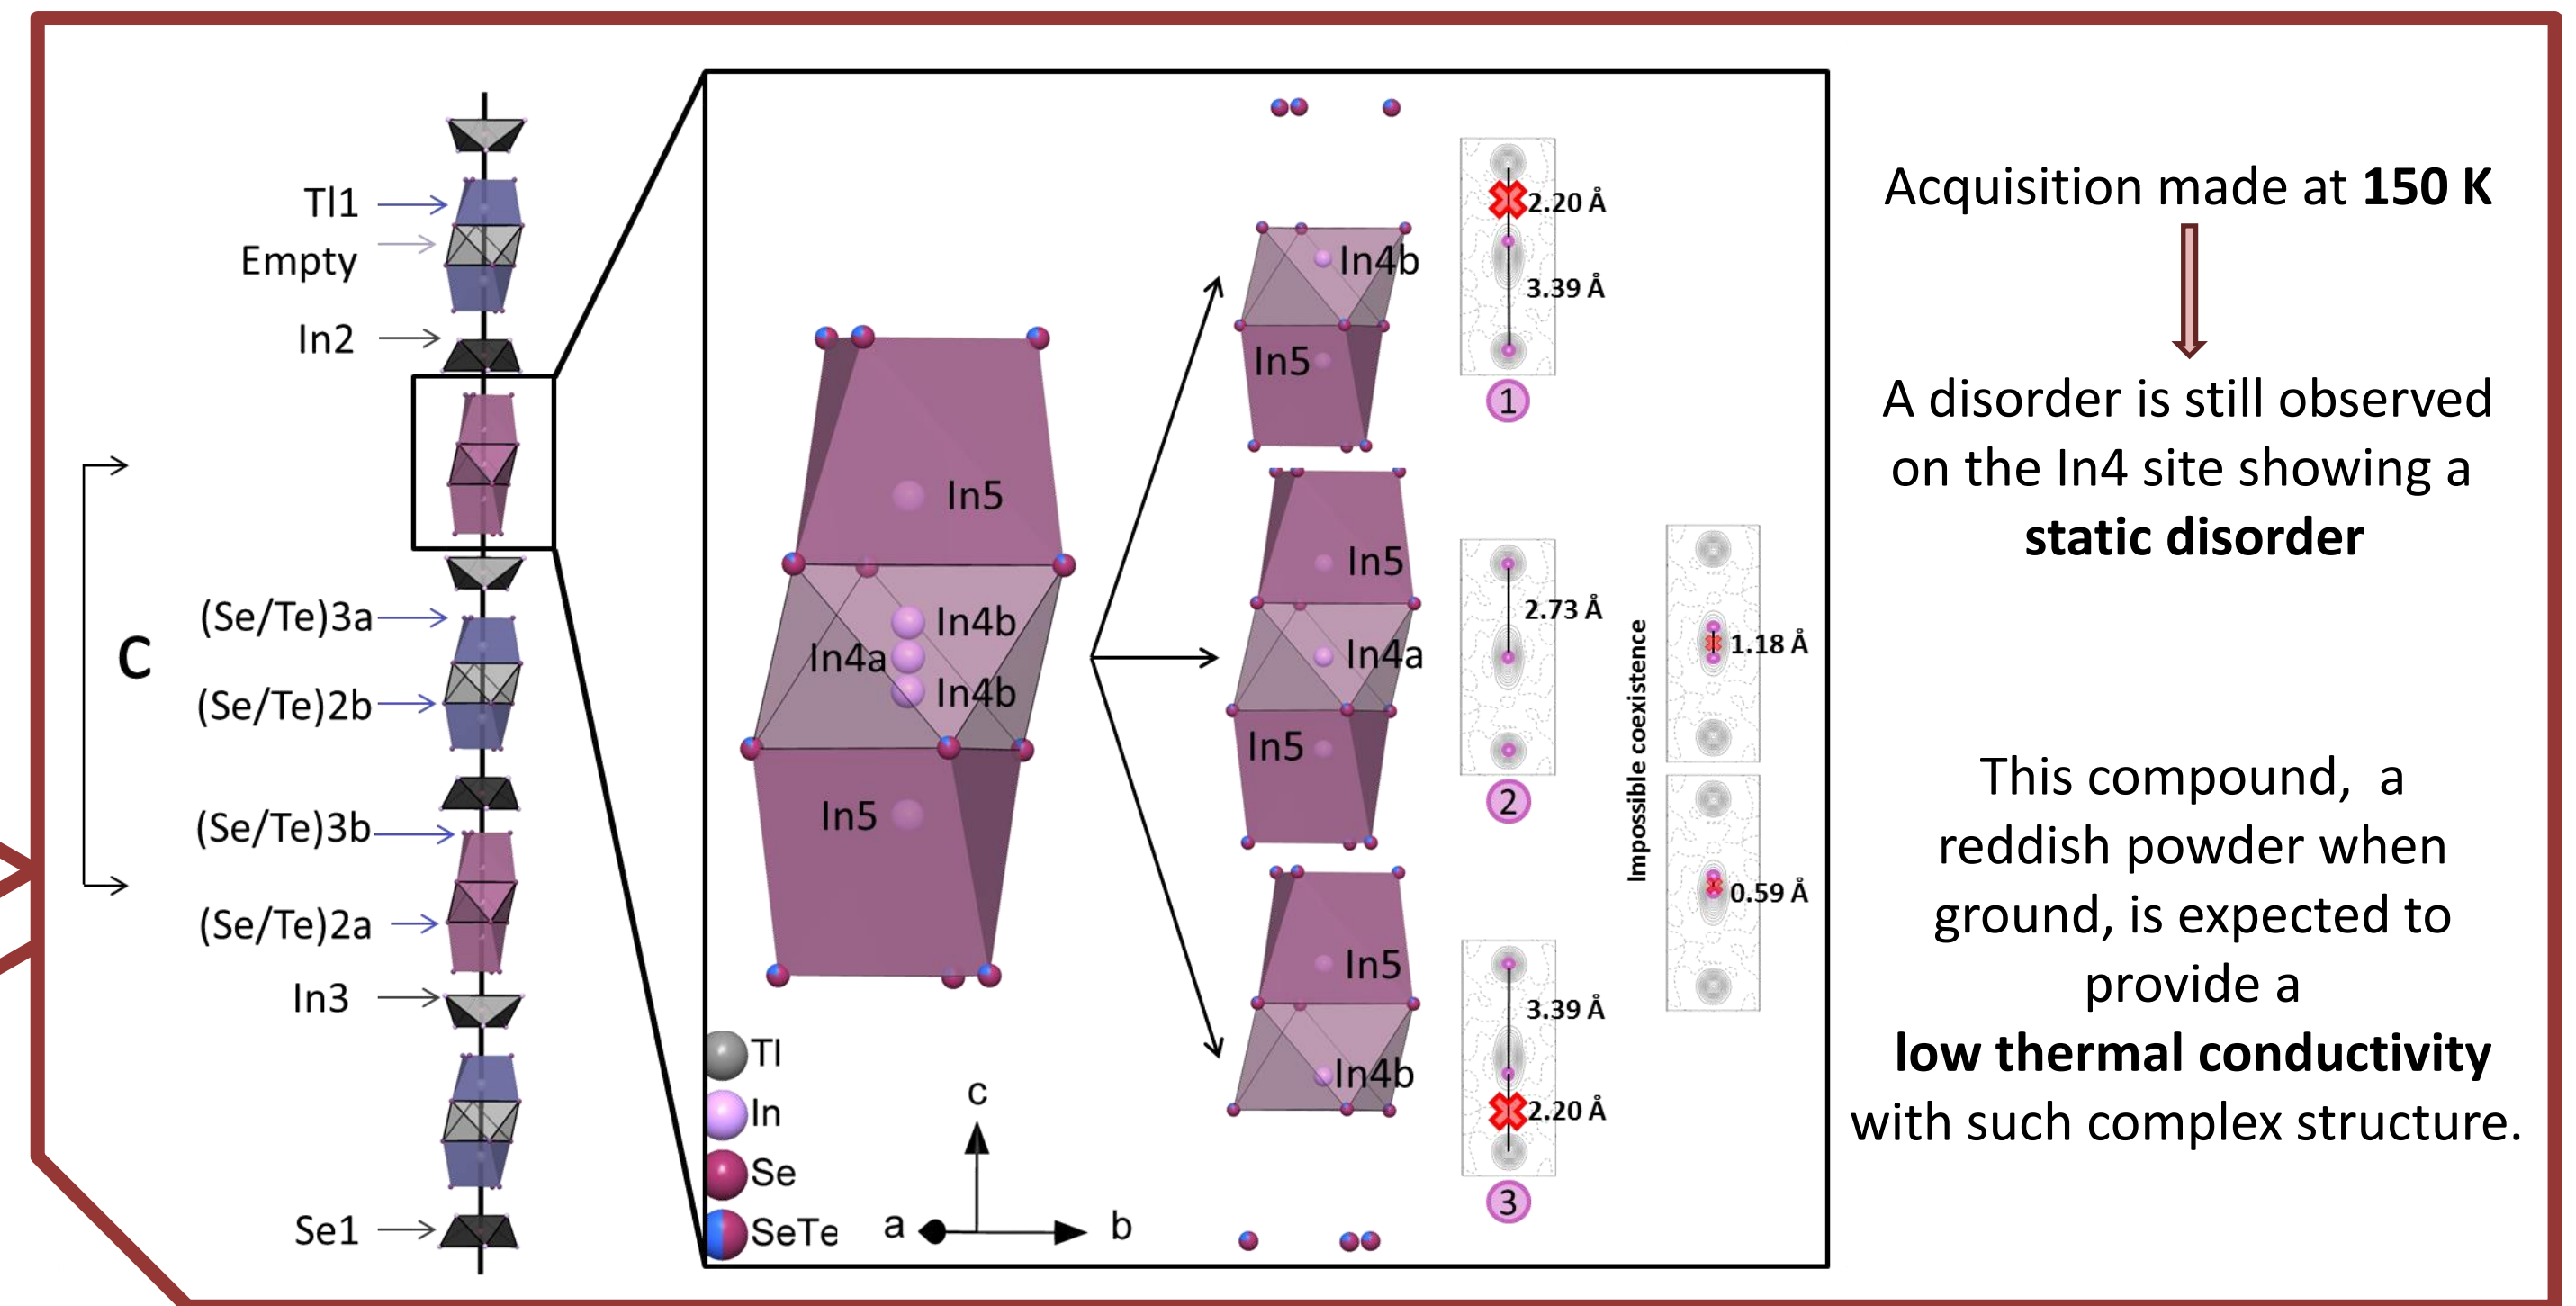 Tl1
Empty
In2
C
(Se/Te)3a
(Se/Te)2b
(Se/Te)3b
(Se/Te)2a
In3
Se1
In5
In4b
In4a
In4b
In5
Tl
In
Se
SeTe
c
a
b
In4b
In5
2.20 Å
3.39 Å
1
In5
In4a
In5
2.73 Å
2
In5
In4b
3.39 Å
2.20 Å
3
Impossible coexistence
1.18 Å
0.59 Å
Acquisition made at 150 K
A disorder is still observed
on the In4 site showing a
static disorder
This compound, a
reddish powder when
ground, is expected to
provide a
low thermal conductivity
with such complex structure.